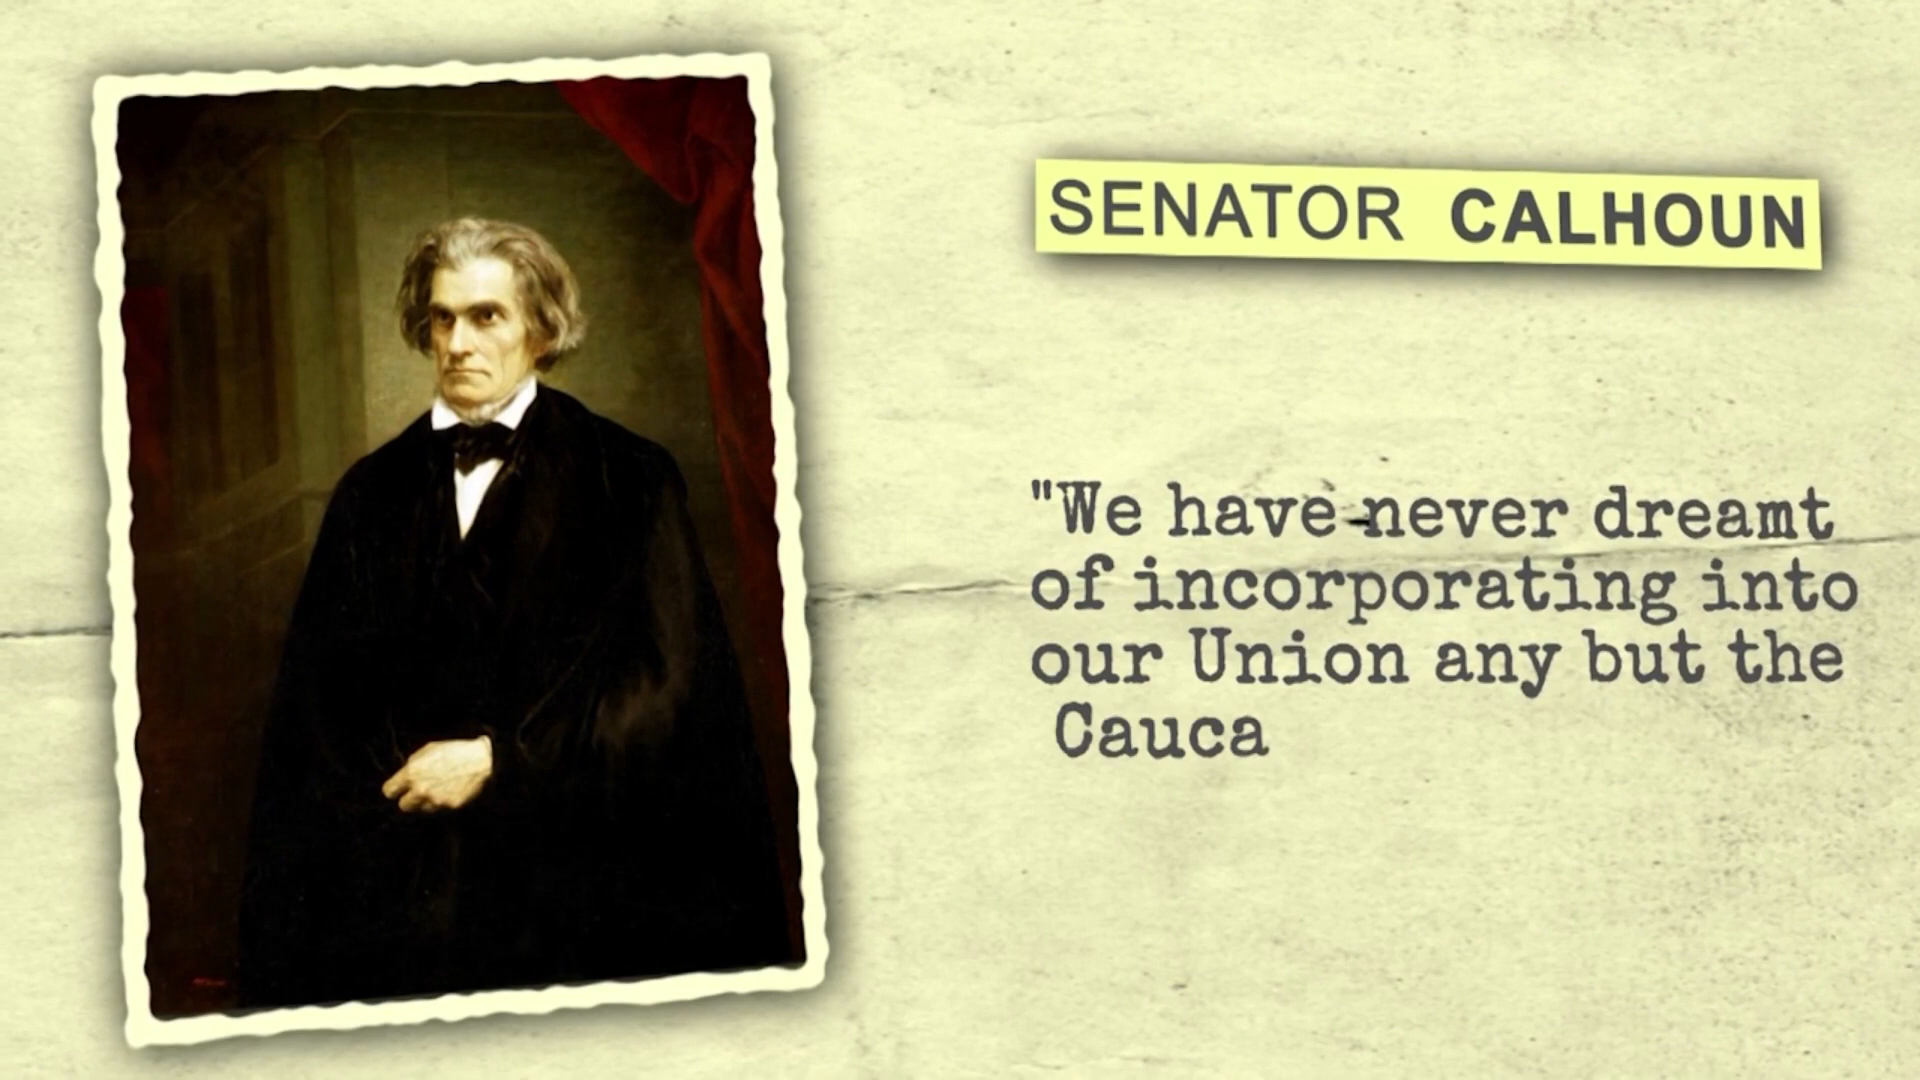 SENATOR CALHOUN
"We have never dreamt
of incorporating into
our Union any but the
Cauca